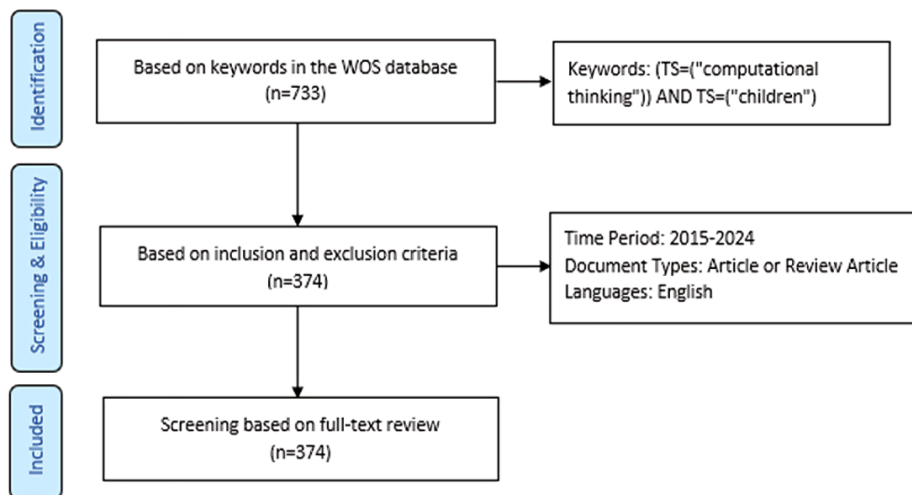 Identification
Based on keywords in the WOS database
(n=733)
Keywords: (TS=("computational
thinking")) AND TS=("children")
Screening & Eligibility
Based on inclusion and exclusion criteria
(n=374)
Time Period: 2015-2024
Document Types: Article or Review Article
Languages: English
Included
Screening based on full-text review
(n=374)